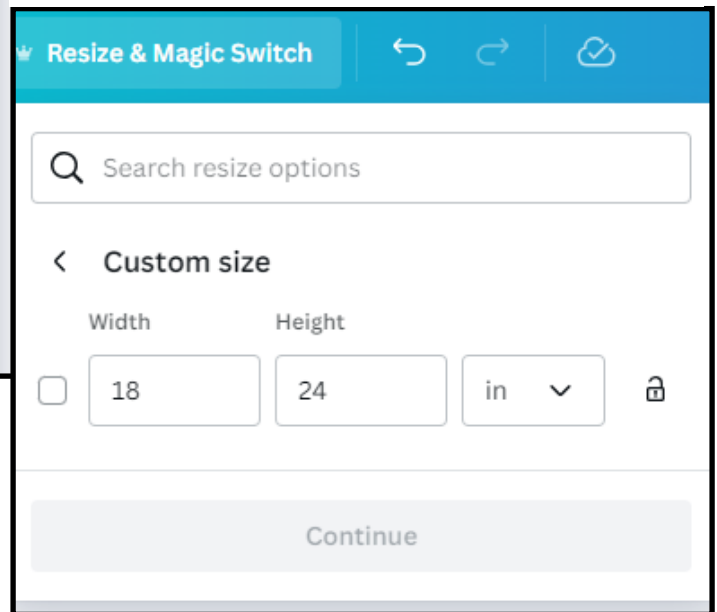 Resize & Magic Switch
Search resize options
Custom size
Width Height
18 24 in
Continue